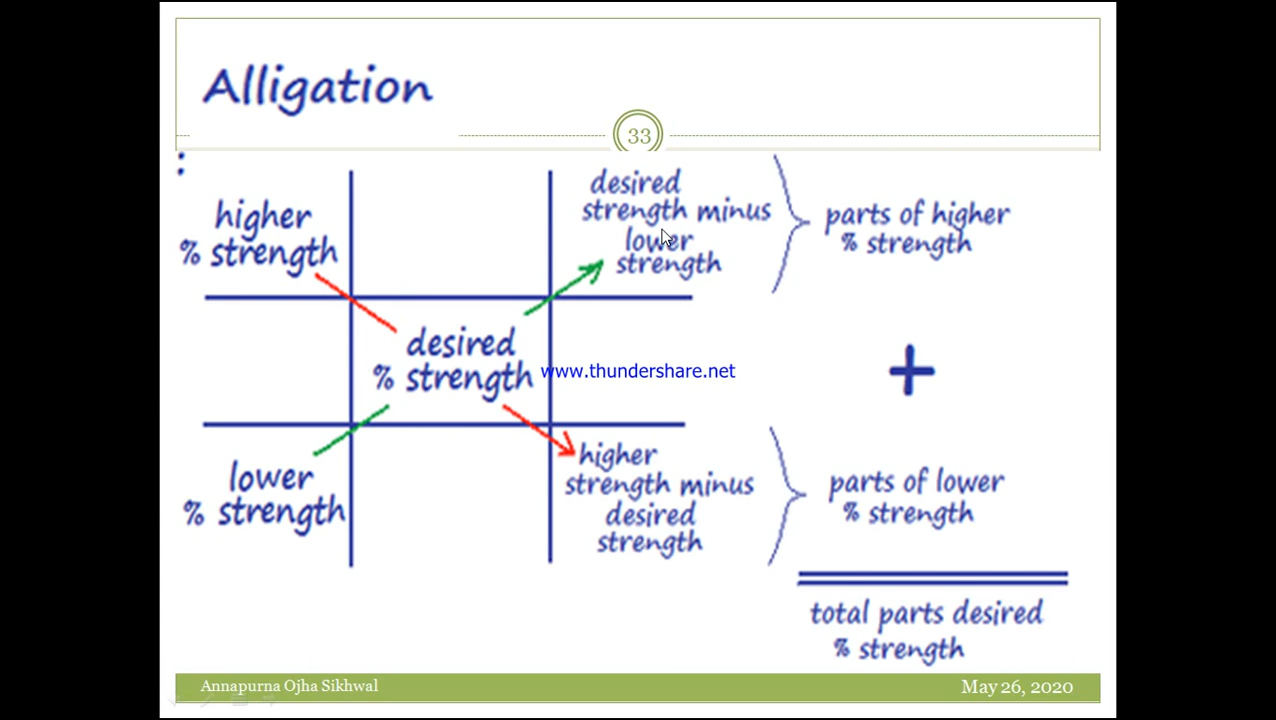 Alligation
33
:
higher
% strength
desired
strength minus
lower
strength
parts of higher
% strength
desired
% strength
www.thundershare.net
+
lower
% strength
higher
strength minus
desired
strength
parts of lower
% strength
total parts desired
% strength
Annapurna Ojha Sikhwal
May 26, 2020